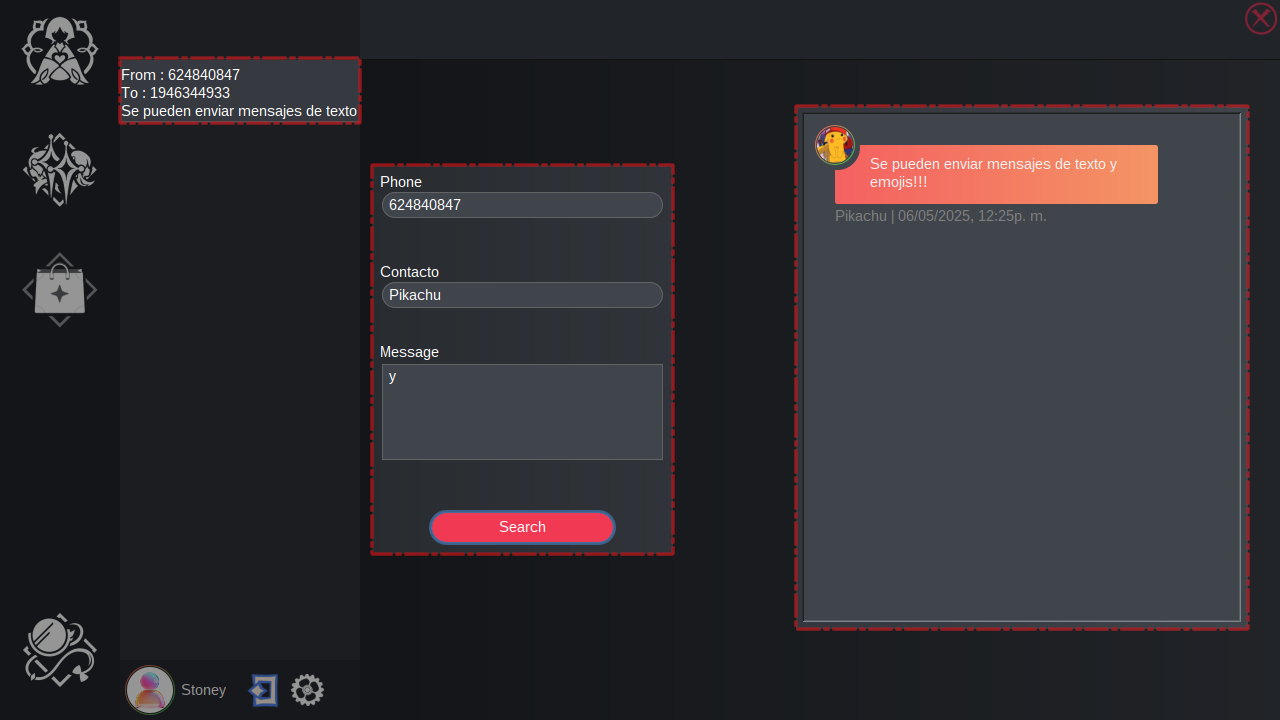 From : 624840847
To : 1946344933
Se pueden enviar mensajes de texto
Phone
624840847
Contacto
Pikachu
Message
y
Search
Se pueden enviar mensajes de texto y
emojis!!!
Pikachu | 06/05/2025, 12:25p. m.
Stoney